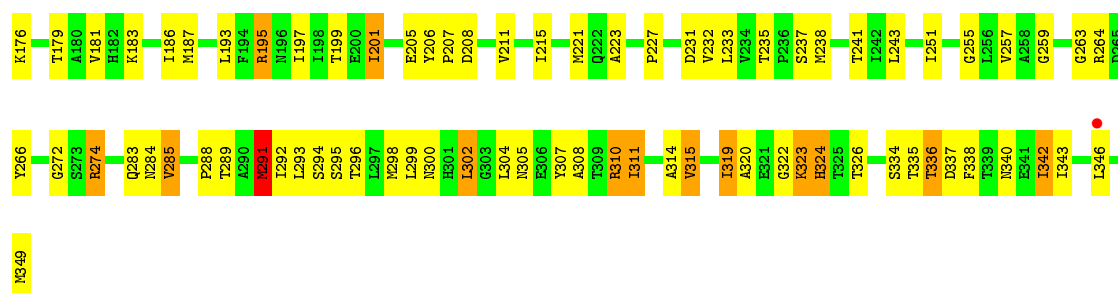 K176 T179 A180 V181 H182 K183 I186 M187 L193 F194 R195 N196 I197 I198 T199 E200 I201 E205 Y206 P207 D208 V211 I215 M221 Q222 A223 P227 D231 V232 L233 V234 T235 P236 S237 M238 T241 I242 L243 I251 G255 L256 V257 A258 G259 G263 R264 D265
Y266 G272 S273 R274 Q283 N284 V285 P288 T289 A290 M291 I292 L293 S294 S295 T296 L297 M298 L299 N300 H301 L302 G303 L304 N305 E306 Y307 A308 T309 R310 I311 A314 V315 I319 A320 E321 G322 K323 H324 T325 T326 S334 T335 T336 D337 F338 T339 N340 E341 I342 I343 L346
M349